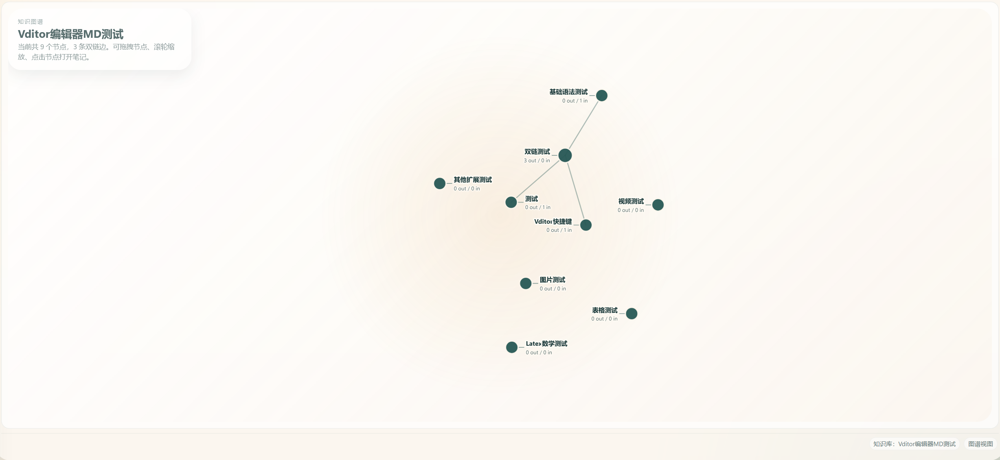 知识图谱
Vditor编辑器MD测试
当前共 9 个节点，3 条双链边。可拖拽节点、滚轮缩
放、点击节点打开笔记。
基础语法测试
0 out / 1 in
双链测试
3 out / 0 in
其他扩展测试
0 out / 0 in
测试
0 out / 1 in
视频测试
0 out / 0 in
Vditor快捷键
0 out / 1 in
图片测试
0 out / 0 in
表格测试
0 out / 0 in
Latex数学测试
0 out / 0 in
知识库：Vditor编辑器MD测试
图谱视图